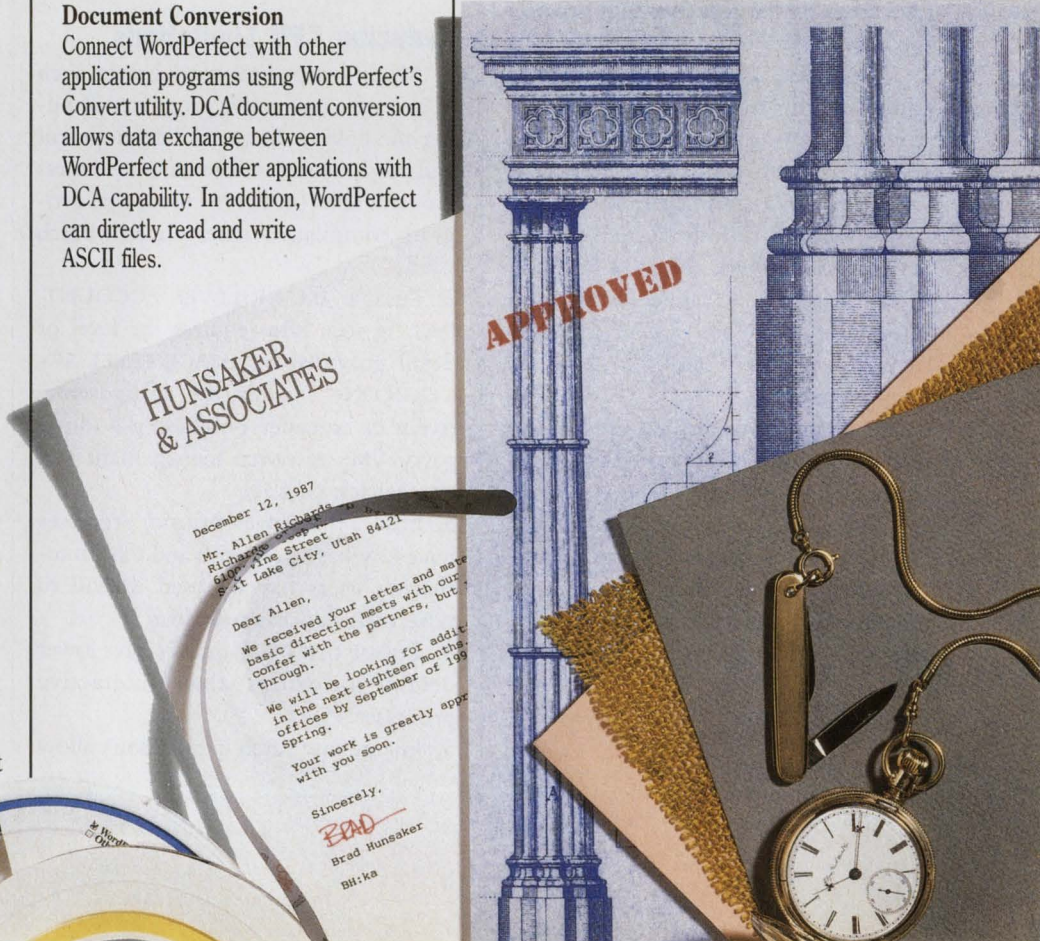 Document Conversion
Connect WordPerfect with other
application programs using WordPerfect's
Convert utility. DCA document conversion
allows data exchange between
WordPerfect and other applications with
DCA capability. In addition, WordPerfect
can directly read and write
ASCII files.
APPROVED
HUNSAKER
& ASSOCIATES
December 12, 1987
Mr. Allen Richards
Street
Lake City, Utah 84121
Dear Allen,
We received your letter and
basic direction meets with our
confer with the partners, but
through.
We will be looking for
in the next eighteen months.
offices by September of
Spring.
Your work is greatly
with you soon.
Sincerely,
BRAD
Brad Hunsaker
BH:ka
A